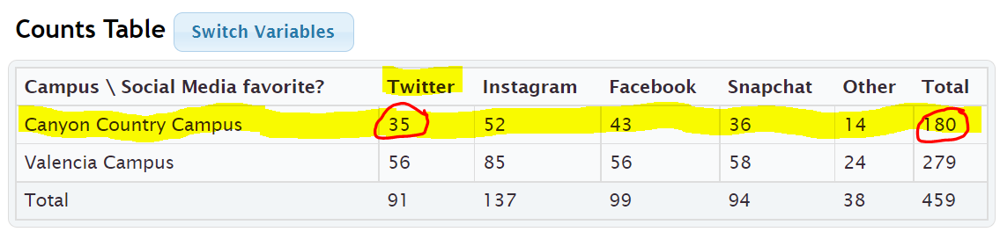 Counts Table Switch Variables
Campus \ Social Media favorite? Twitter Instagram Facebook Snapchat Other Total
Canyon Country Campus 35 52 43 36 14 180
Valencia Campus 56 85 56 58 24 279
Total 91 137 99 94 38 459